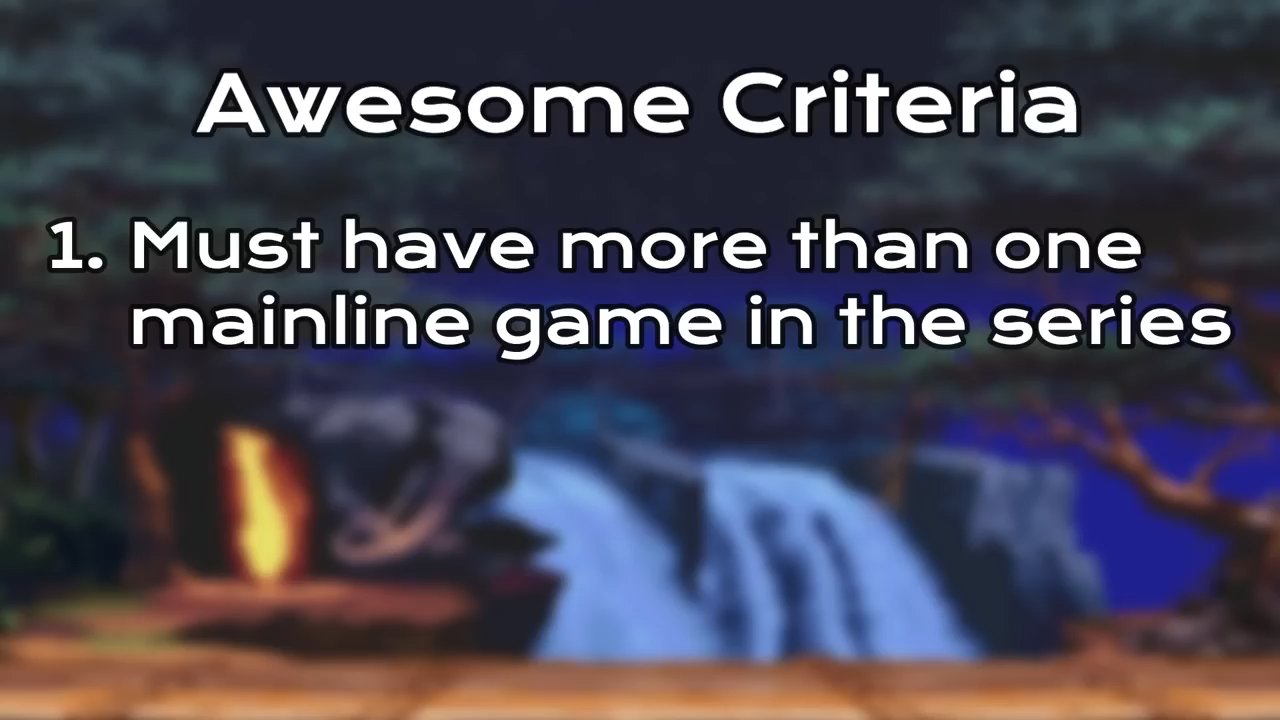 Awesome Criteria
1. Must have more than one
mainline game in the series